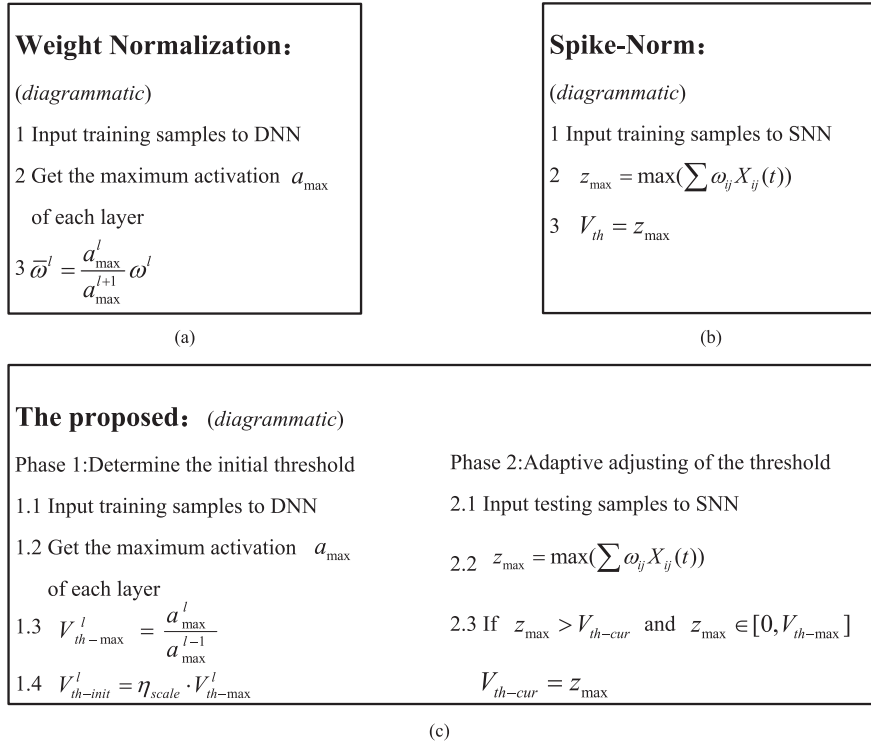 Weight Normalization：
(diagrammatic)
1 Input training samples to DNN
2 Get the maximum activation a_max
of each layer
3 ω̄^l = a^l_max / a^{l+1}_max ω^l
(a)
Spike-Norm：
(diagrammatic)
1 Input training samples to SNN
2 z_max = max(∑ ω_ij X_ij(t))
3 V_th = z_max
(b)
The proposed： (diagrammatic)
Phase 1:Determine the initial threshold
1.1 Input training samples to DNN
1.2 Get the maximum activation a_max
of each layer
1.3 V^l_{th-max} = a^l_max / a^{l-1}_max
1.4 V^l_{th-init} = η_scale · V^l_{th-max}
Phase 2:Adaptive adjusting of the threshold
2.1 Input testing samples to SNN
2.2 z_max = max(∑ ω_ij X_ij(t))
2.3 If z_max > V_{th-cur} and z_max ∈ [0, V_{th-max}]
V_{th-cur} = z_max
(c)